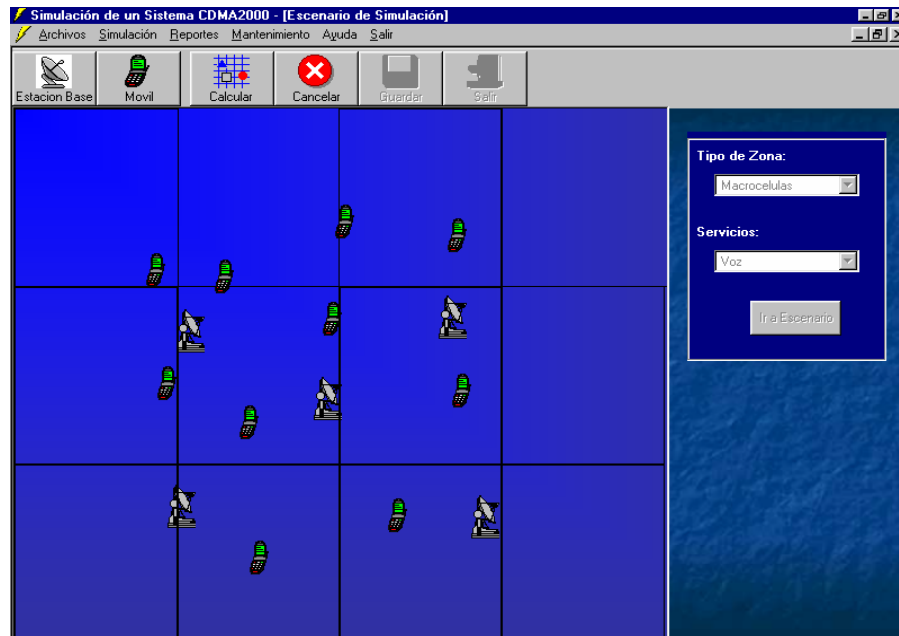 Simulación de un Sistema CDMA2000 - [Escenario de Simulación]
Archivos Simulación Reportes Mantenimiento Ayuda Salir
Estacion Base Movil Calcular Cancelar Guardar Salir
Tipo de Zona:
Macrocelulas
Servicios:
Voz
Ir a Escenario